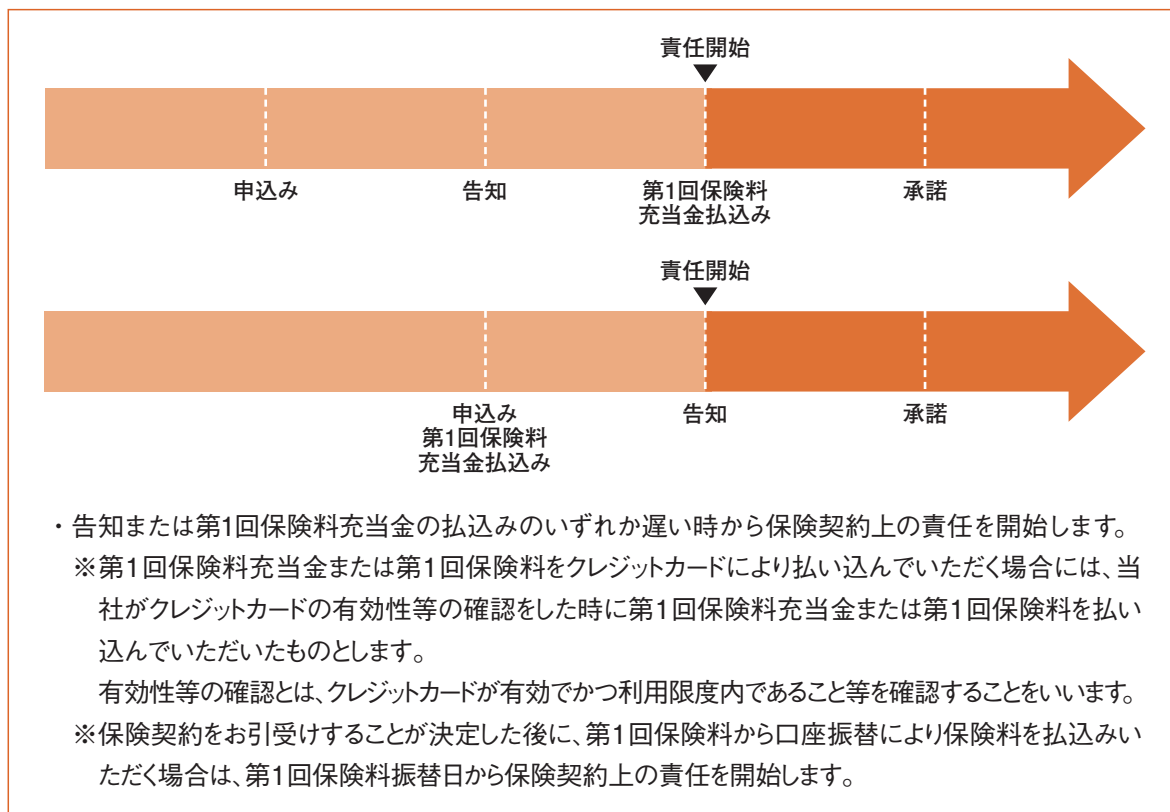 責任開始
申込み
告知
第1回保険料
充当金払込み
承諾
責任開始
申込み
第1回保険料
充当金払込み
告知
承諾
・告知または第1回保険料充当金の払込みのいずれか遅い時から保険契約上の責任を開始します。
※第1回保険料充当金または第1回保険料をクレジットカードにより払い込んでいただく場合には、当
社がクレジットカードの有効性等の確認をした時に第1回保険料充当金または第1回保険料を払い
込んでいただいたものとします。
有効性等の確認とは、クレジットカードが有効でかつ利用限度内であること等を確認することをいいます。
※保険契約をお引受けすることが決定した後に、第1回保険料から口座振替により保険料を払込みい
ただく場合は、第1回保険料振替日から保険契約上の責任を開始します。